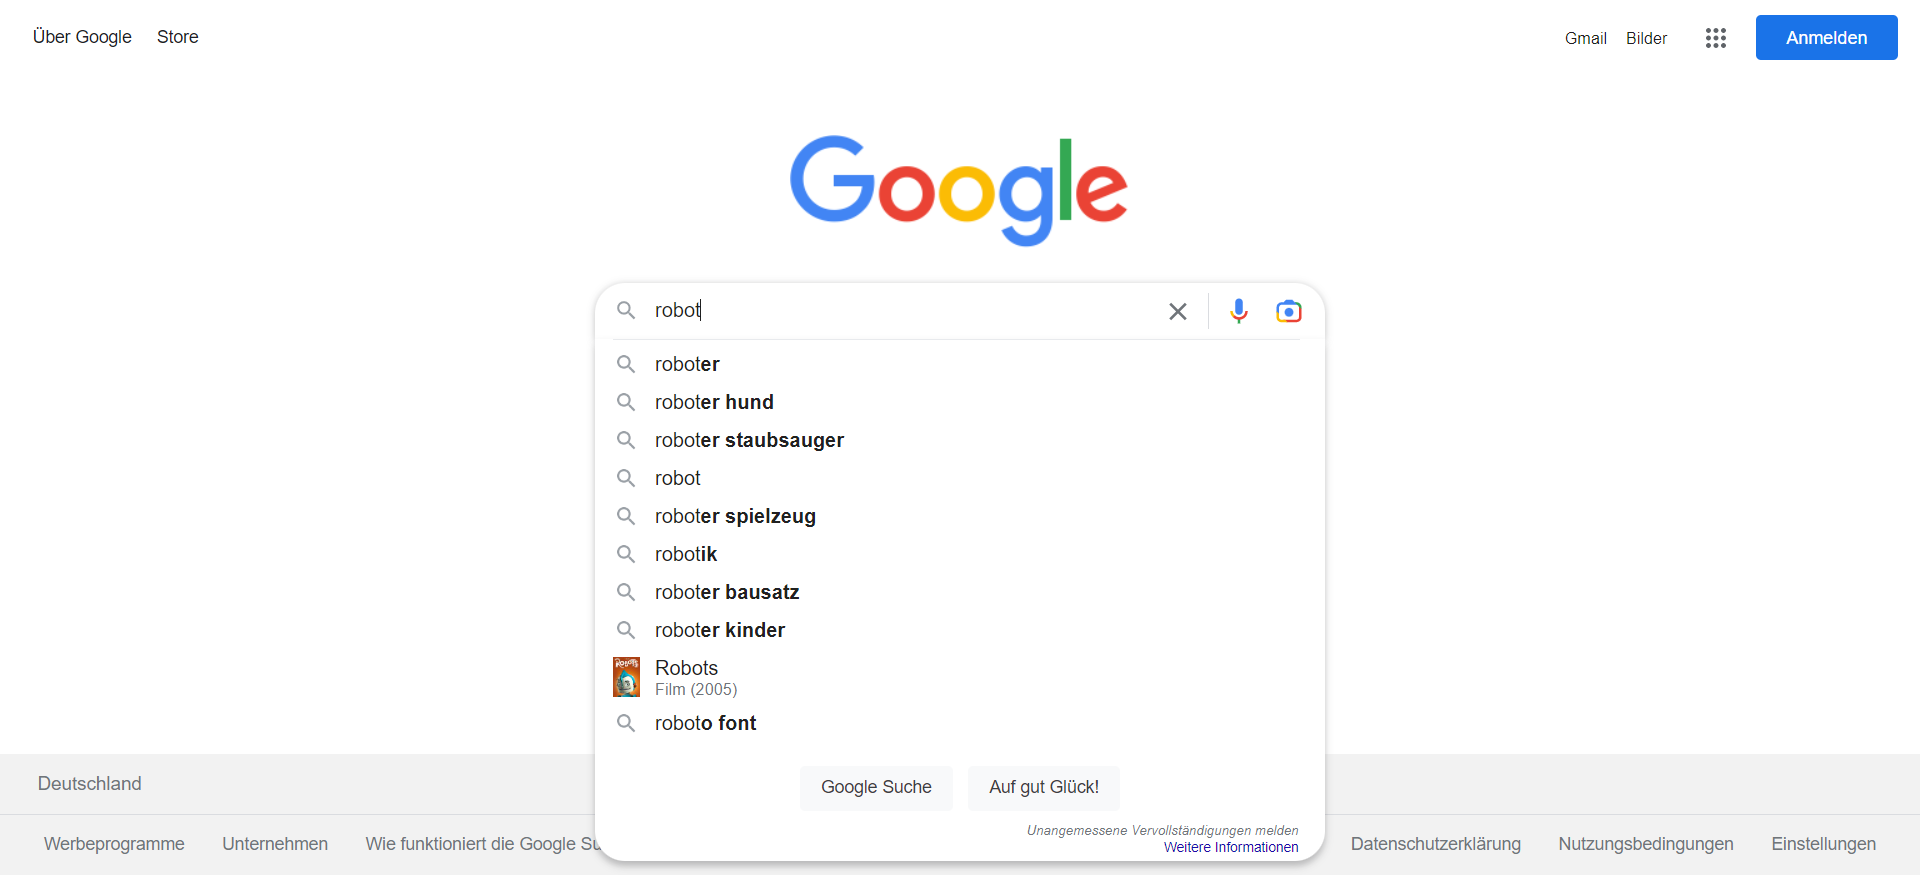 Über Google Store Gmail Bilder Anmelden
Google
robot
roboter
roboter hund
roboter staubsauger
robot
roboter spielzeug
robotik
roboter bausatz
roboter kinder
ROBOTS
Robots
Film (2005)
roboto font
Google Suche Auf gut Glück!
Unangemessene Vervollständigungen melden
Weitere Informationen
Deutschland
Werbeprogramme Unternehmen Wie funktioniert die Google Su Datenschutzerklärung Nutzungsbedingungen Einstellungen